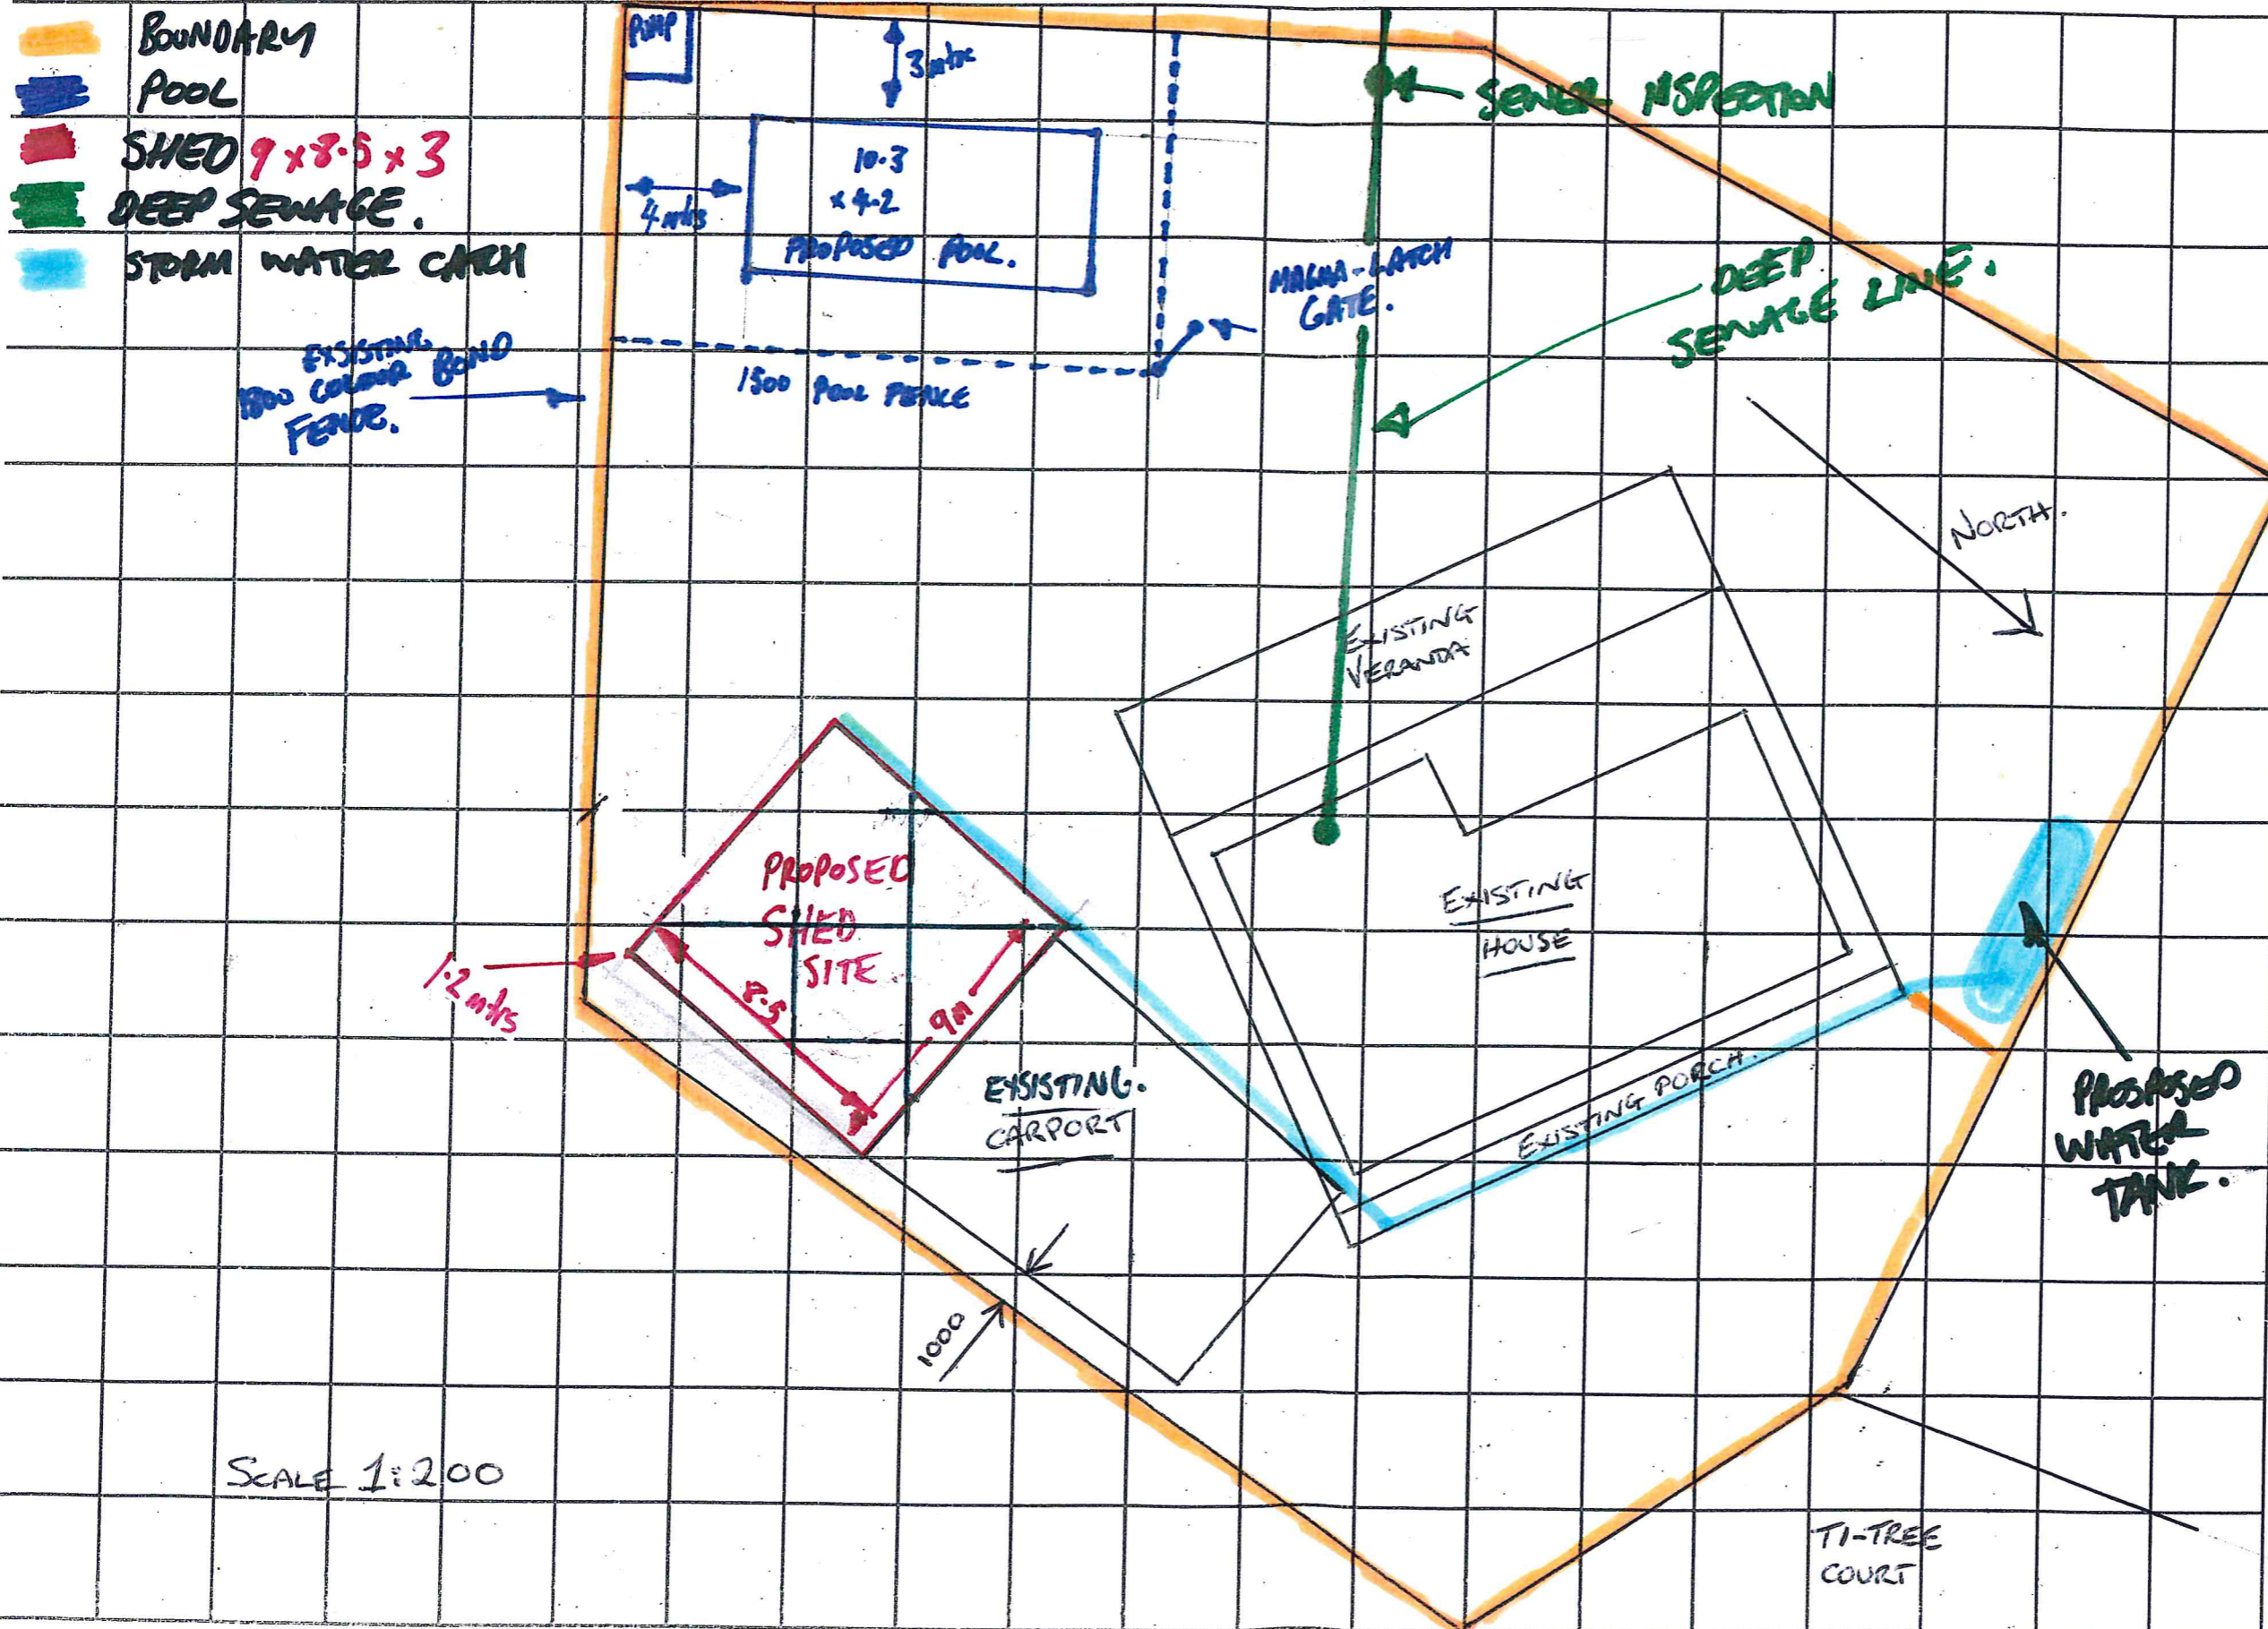 BOUNDARY
POOL
SHED 9 x 8.5 x 3
DEEP SEWAGE.
STORM WATER CATCH
PUMP
3 mtrs
10.3
x 4.2
PROPOSED POOL.
4 mtrs
SEWER INSPECTION
MAGNA-LATCH
GATE.
DEEP
SEWAGE LINE.
EXSISTING
1800 COLOUR BOND
FENCE.
1500 POOL FENCE
NORTH.
EXISTING
VERANDA
PROPOSED
SHED
SITE
8.5
9M
1.2 mtrs
EXISTING
HOUSE
EXSISTING.
CARPORT
EXISTING PORCH.
PROSPOSED
WATER
TANK.
1000
SCALE 1:200
TI-TREE
COURT